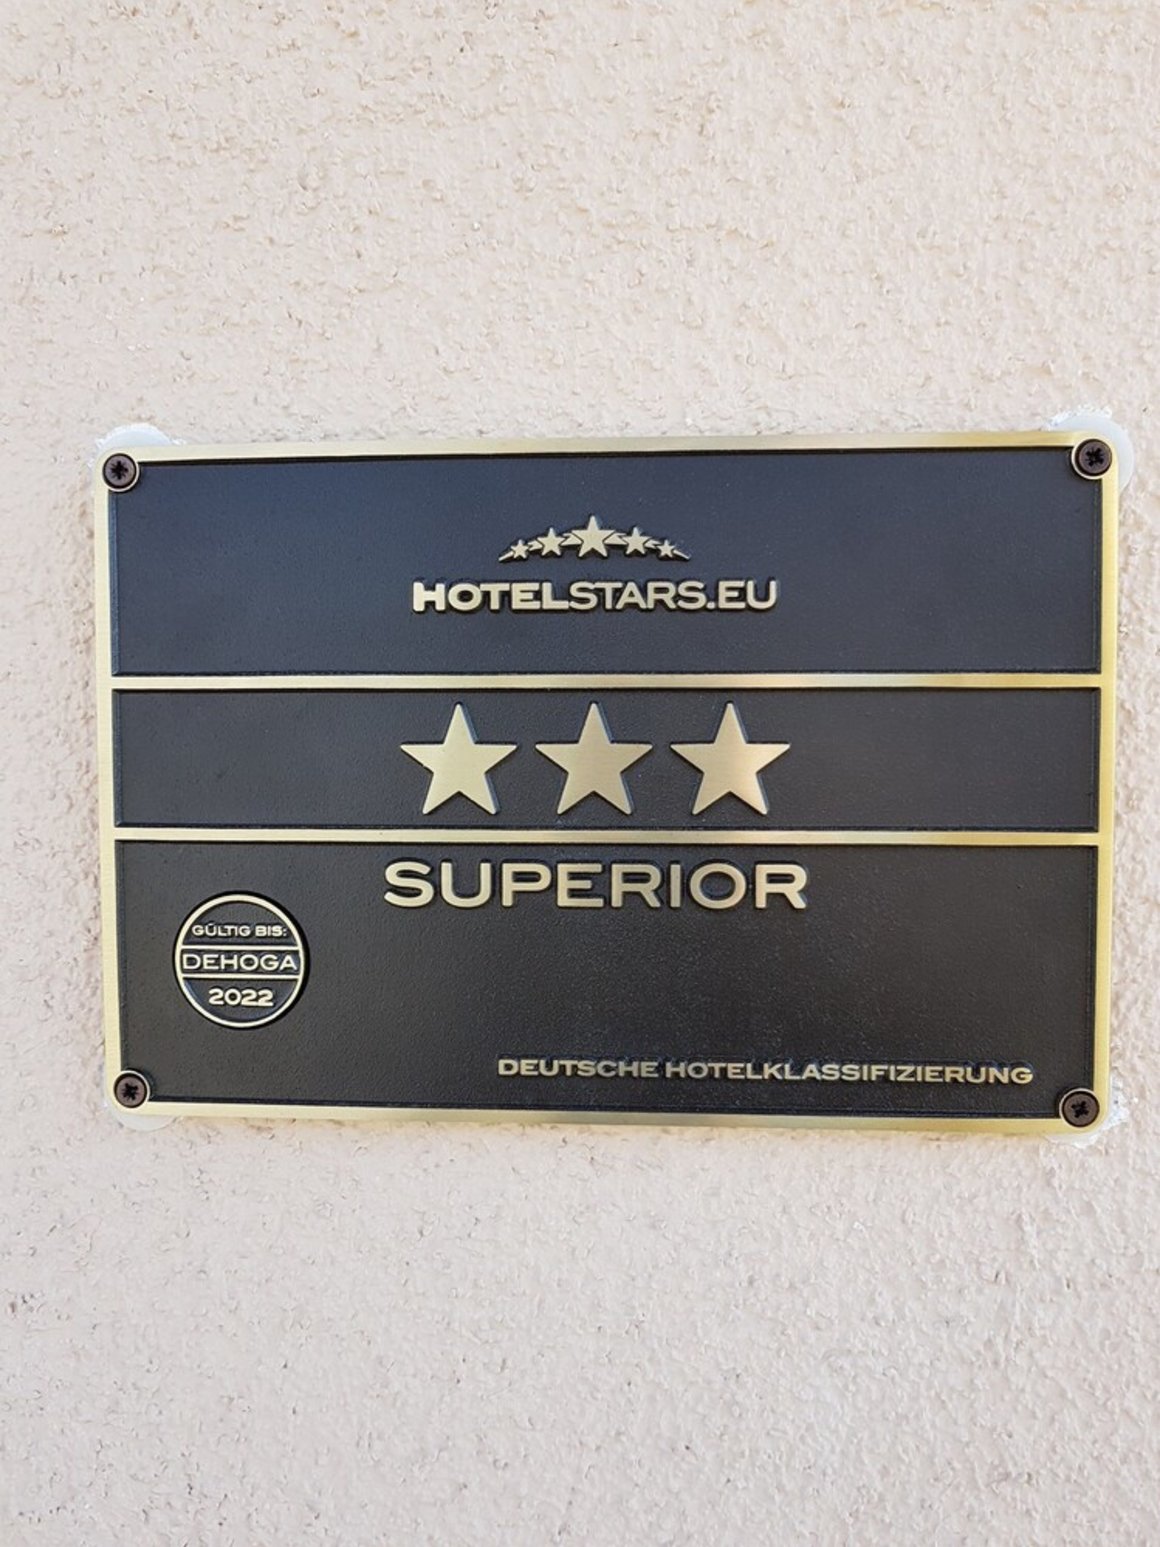 HOTELSTARS.EU
SUPERIOR
GÜLTIG BIS:
DEHOGA
2022
DEUTSCHE HOTELKLASSIFIZIERUNG